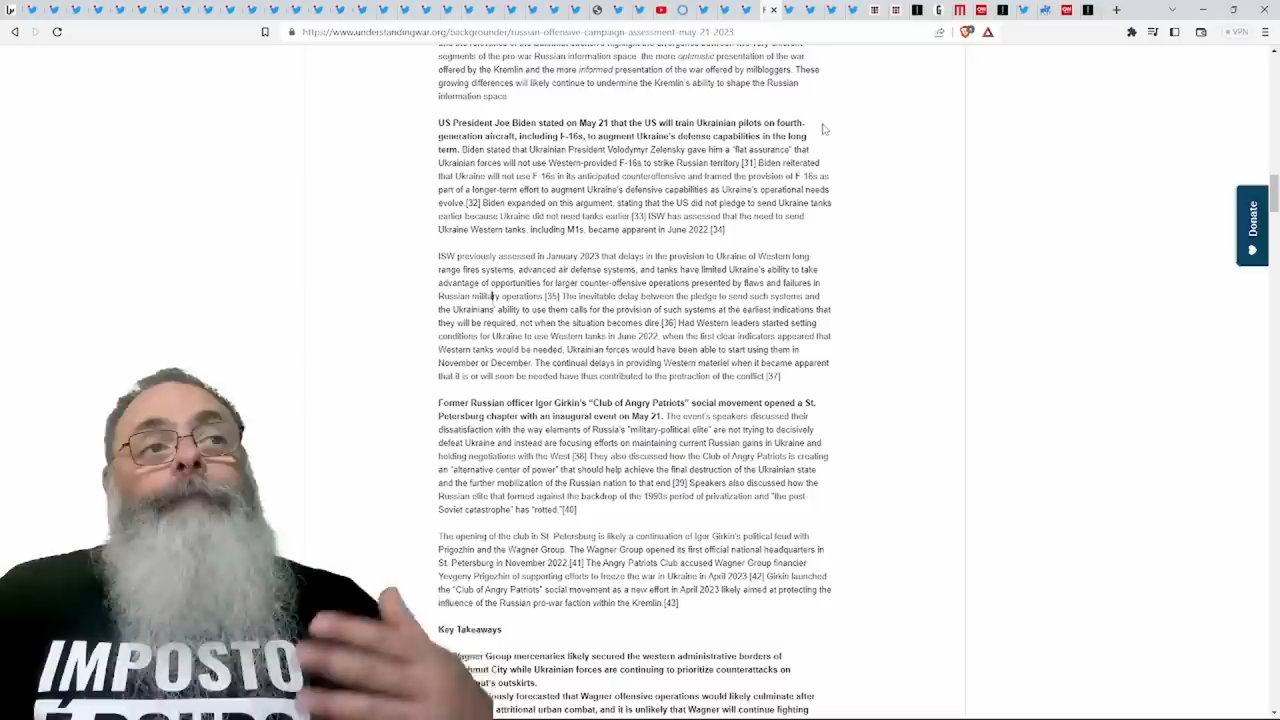 https://www.understandingwar.org/backgrounder/russian-offensive-campaign-assessment-may-21-2023
VPN
segments of the pro-war Russian information space: the more optimistic presentation of the war
offered by the Kremlin and the more informed presentation of the war offered by milbloggers. These
growing differences will likely continue to undermine the Kremlin's ability to shape the Russian
information space.
US President Joe Biden stated on May 21 that the US will train Ukrainian pilots on fourth-
generation aircraft, including F-16s, to augment Ukraine's defense capabilities in the long
term. Biden stated that Ukrainian President Volodymyr Zelensky gave him a "flat assurance" that
Ukrainian forces will not use Western-provided F-16s to strike Russian territory.[31] Biden reiterated
that Ukraine will not use F-16s in its anticipated counteroffensive and framed the provision of F-16s as
part of a longer-term effort to augment Ukraine's defensive capabilities as Ukraine's operational needs
evolve.[32] Biden expanded on this argument, stating that the US did not pledge to send Ukraine tanks
earlier because Ukraine did not need tanks earlier.[33] ISW has assessed that the need to send
Ukraine Western tanks, including M1s, became apparent in June 2022.[34]
ISW previously assessed in January 2023 that delays in the provision to Ukraine of Western long-
range fires systems, advanced air defense systems, and tanks have limited Ukraine's ability to take
advantage of opportunities for larger counter-offensive operations presented by flaws and failures in
Russian military operations.[35] The inevitable delay between the pledge to send such systems and
the Ukrainians' ability to use them calls for the provision of such systems at the earliest indications that
they will be required, not when the situation becomes dire.[36] Had Western leaders started setting
conditions for Ukraine to use Western tanks in June 2022, when the first clear indicators appeared that
Western tanks would be needed, Ukrainian forces would have been able to start using them in
November or December. The continual delays in providing Western materiel when it became apparent
that it is or will soon be needed have thus contributed to the protraction of the conflict.[37]
Former Russian officer Igor Girkin's "Club of Angry Patriots" social movement opened a St.
Petersburg chapter with an inaugural event on May 21. The event's speakers discussed their
dissatisfaction with the way elements of Russia's "military-political elite" are not trying to decisively
defeat Ukraine and instead are focusing efforts on maintaining current Russian gains in Ukraine and
holding negotiations with the West.[38] They also discussed how the Club of Angry Patriots is creating
an "alternative center of power" that should help achieve the final destruction of the Ukrainian state
and the further mobilization of the Russian nation to that end.[39] Speakers also discussed how the
Russian elite that formed against the backdrop of the 1990s period of privatization and "the post-
Soviet catastrophe" has "rotted."[40]
The opening of the club in St. Petersburg is likely a continuation of Igor Girkin's political feud with
Prigozhin and the Wagner Group. The Wagner Group opened its first official national headquarters in
St. Petersburg in November 2022.[41] The Angry Patriots Club accused Wagner Group financier
Yevgeny Prigozhin of supporting efforts to freeze the war in Ukraine in April 2023.[42] Girkin launched
the "Club of Angry Patriots" social movement as a new effort in April 2023 likely aimed at protecting the
influence of the Russian pro-war faction within the Kremlin.[43]
Key Takeaways
Group mercenaries likely secured the western administrative borders of
City while Ukrainian forces are continuing to prioritize counterattacks on
outskirts.
forecasted that Wagner offensive operations would likely culminate after
attritional urban combat, and it is unlikely that Wagner will continue fighting
Donate
IMPOSTO